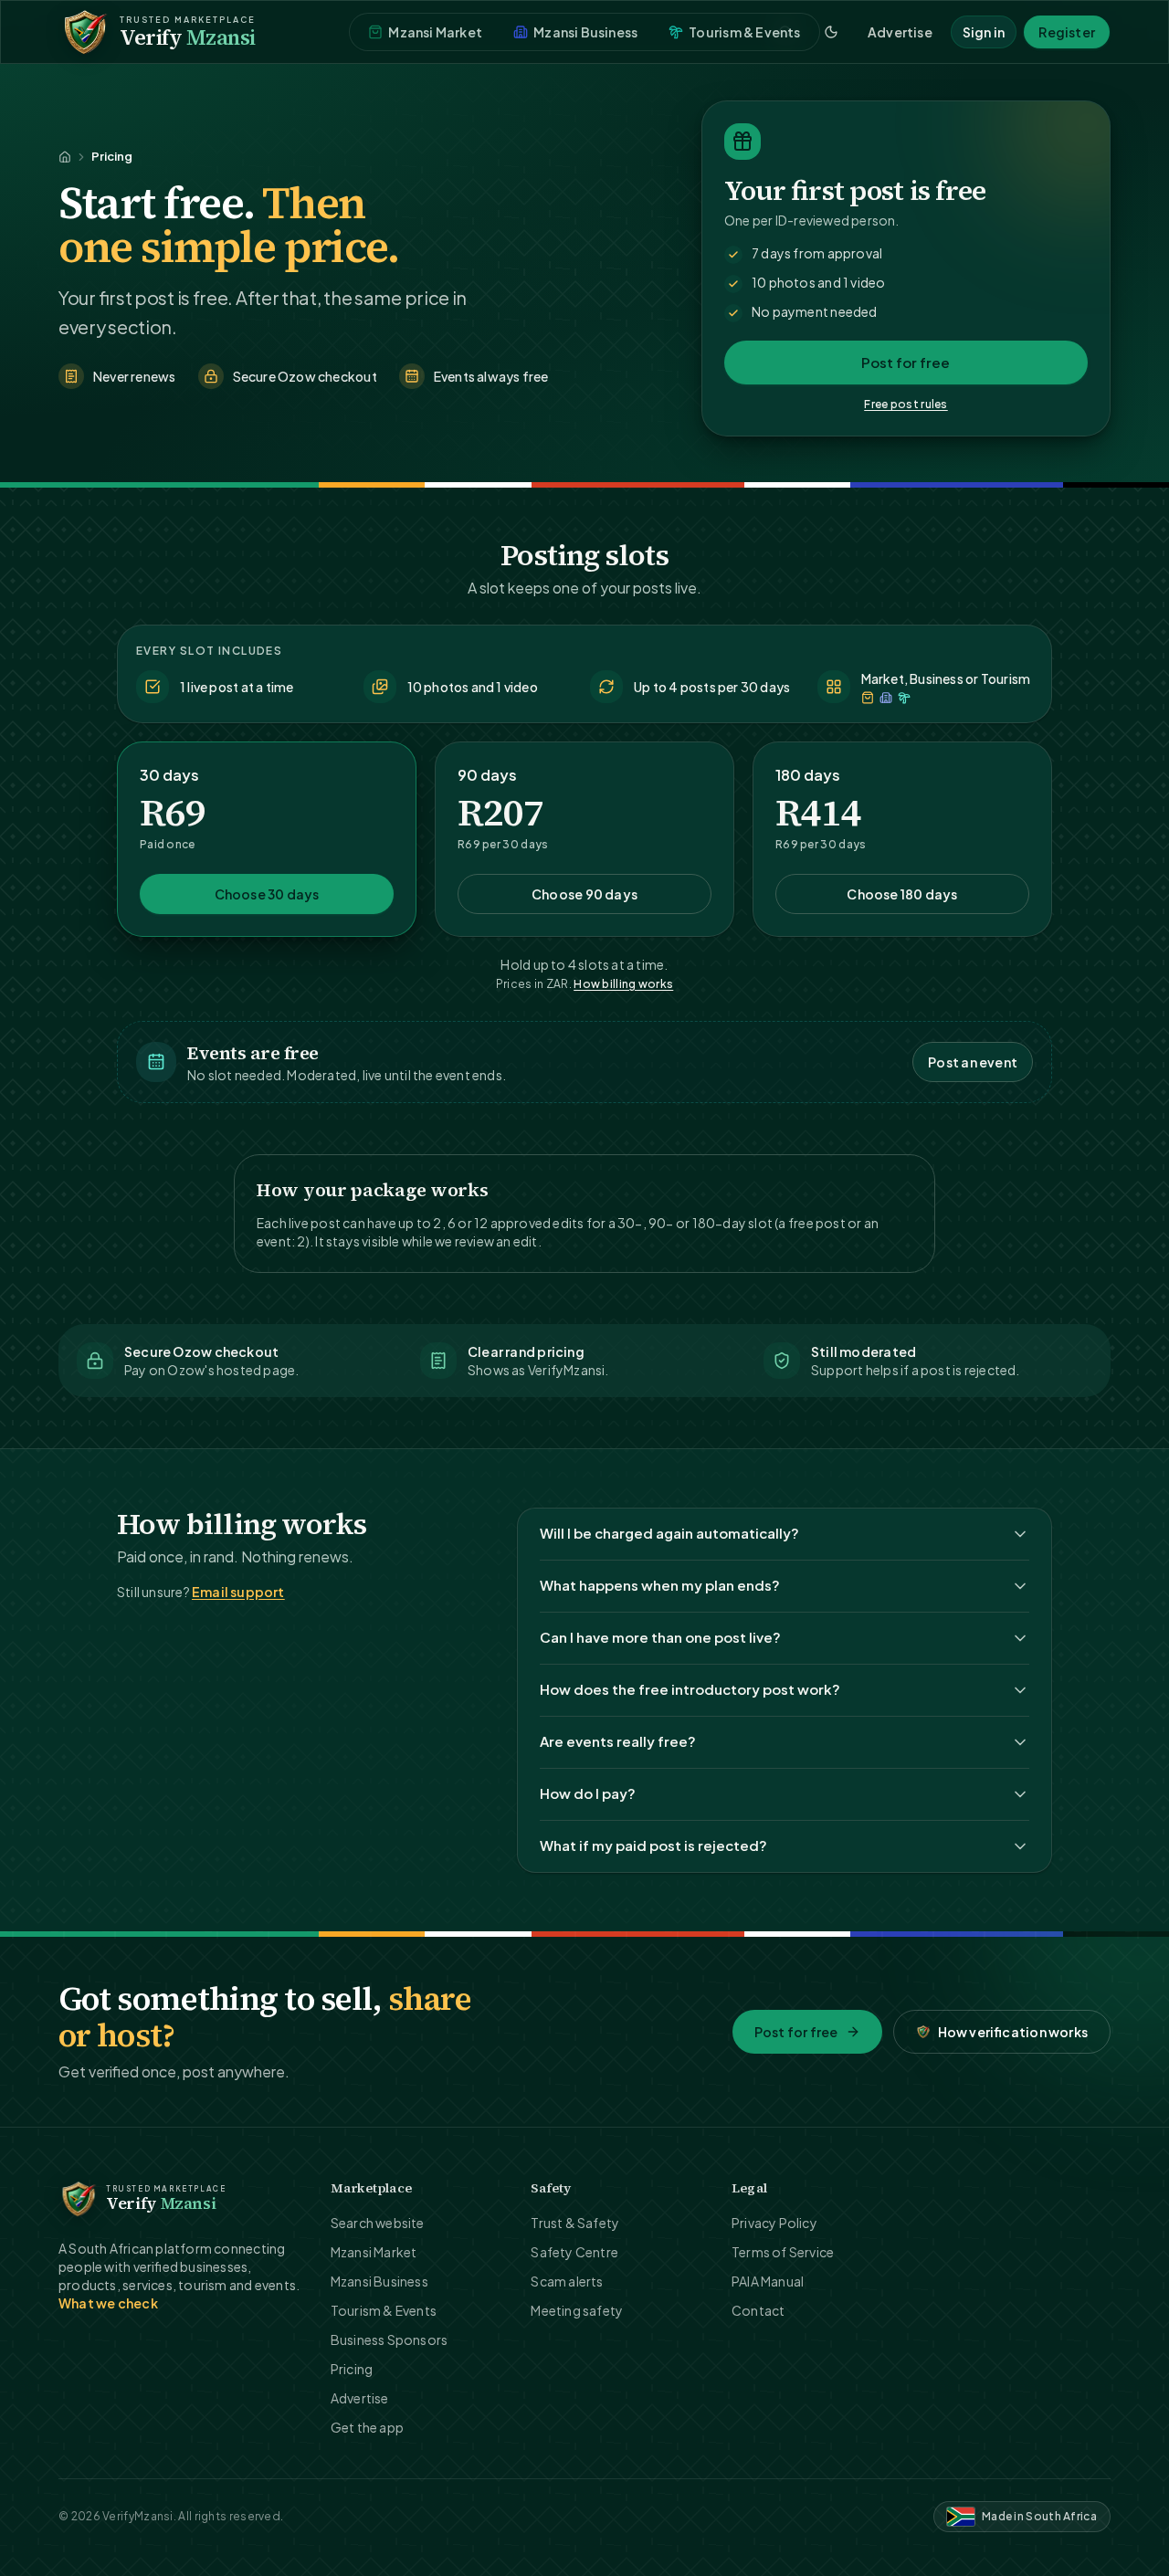 TRUSTED MARKETPLACE
Verify Mzansi
Mzansi Market
Mzansi Business
Tourism & Events
Advertise
Sign in
Register
Pricing
Start free. Then
one simple price.
Your first post is free. After that, the same price in
every section.
Never renews
Secure Ozow checkout
Events always free
Your first post is free
One per ID-reviewed person.
7 days from approval
10 photos and 1 video
No payment needed
Post for free
Free post rules
Posting slots
A slot keeps one of your posts live.
EVERY SLOT INCLUDES
1 live post at a time
10 photos and 1 video
Up to 4 posts per 30 days
Market, Business or Tourism
30 days
R69
Paid once
Choose 30 days
90 days
R207
R69 per 30 days
Choose 90 days
180 days
R414
R69 per 30 days
Choose 180 days
Hold up to 4 slots at a time.
Prices in ZAR. How billing works
Events are free
No slot needed. Moderated, live until the event ends.
Post an event
How your package works
Each live post can have up to 2, 6 or 12 approved edits for a 30-, 90- or 180-day slot (a free post or an
event: 2). It stays visible while we review an edit.
Secure Ozow checkout
Pay on Ozow's hosted page.
Clear rand pricing
Shows as VerifyMzansi.
Still moderated
Support helps if a post is rejected.
How billing works
Paid once, in rand. Nothing renews.
Still unsure? Email support
Will I be charged again automatically?
What happens when my plan ends?
Can I have more than one post live?
How does the free introductory post work?
Are events really free?
How do I pay?
What if my paid post is rejected?
Got something to sell, share
or host?
Get verified once, post anywhere.
Post for free
How verification works
TRUSTED MARKETPLACE
Verify Mzansi
A South African platform connecting
people with verified businesses,
products, services, tourism and events.
What we check
Marketplace
Search website
Mzansi Market
Mzansi Business
Tourism & Events
Business Sponsors
Pricing
Advertise
Get the app
Safety
Trust & Safety
Safety Centre
Scam alerts
Meeting safety
Legal
Privacy Policy
Terms of Service
PAIA Manual
Contact
© 2026 VerifyMzansi. All rights reserved.
Made in South Africa